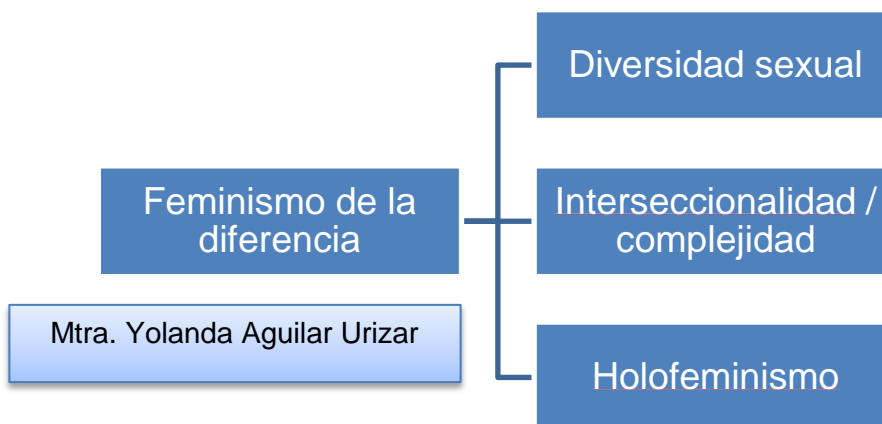 Feminismo de la
diferencia
Mtra. Yolanda Aguilar Urizar
Diversidad sexual
Interseccionalidad /
complejidad
Holofeminismo